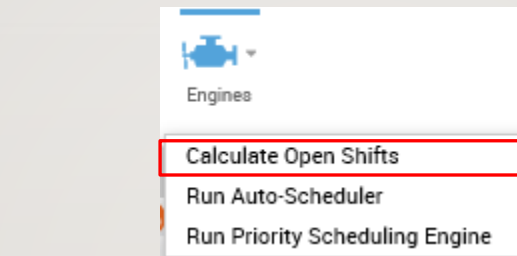 Engines
Calculate Open Shifts
Run Auto-Scheduler
Run Priority Scheduling Engine